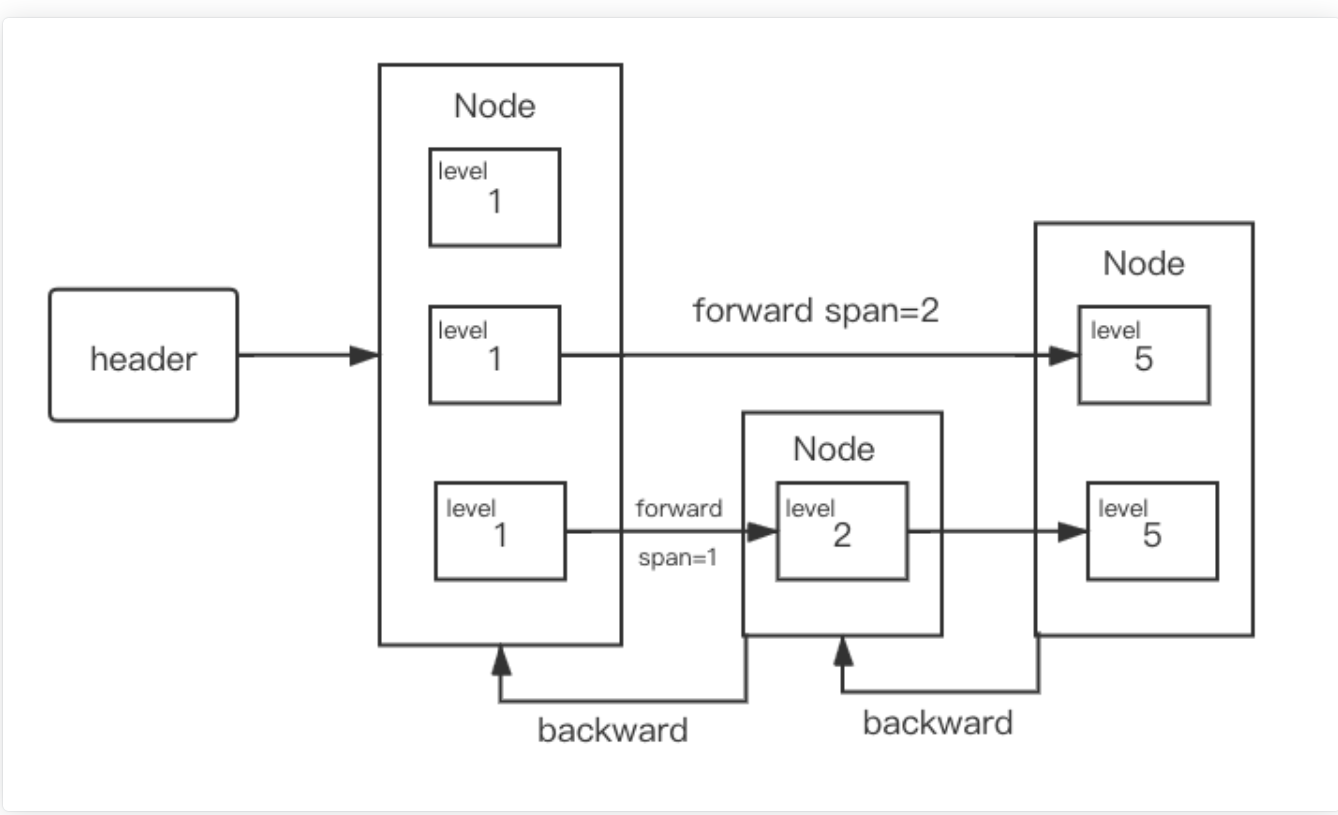 Node
level
1
header
level
1
forward span=2
Node
level
5
level
1
forward
span=1
Node
level
2
level
5
backward
backward